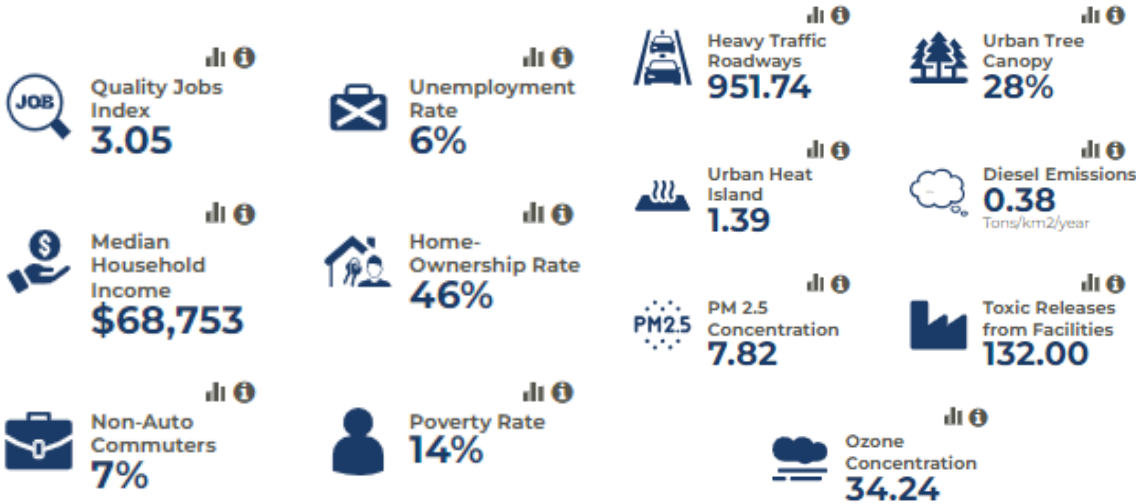 JOB
Quality Jobs
Index
3.05
Unemployment
Rate
6%
Median
Household
Income
$68,753
Home-
Ownership Rate
46%
Non-Auto
Commuters
7%
Poverty Rate
14%
Heavy Traffic
Roadways
951.74
Urban Tree
Canopy
28%
Urban Heat
Island
1.39
Diesel Emissions
0.38
Tons/km2/year
PM2.5
PM 2.5
Concentration
7.82
Toxic Releases
from Facilities
132.00
Ozone
Concentration
34.24